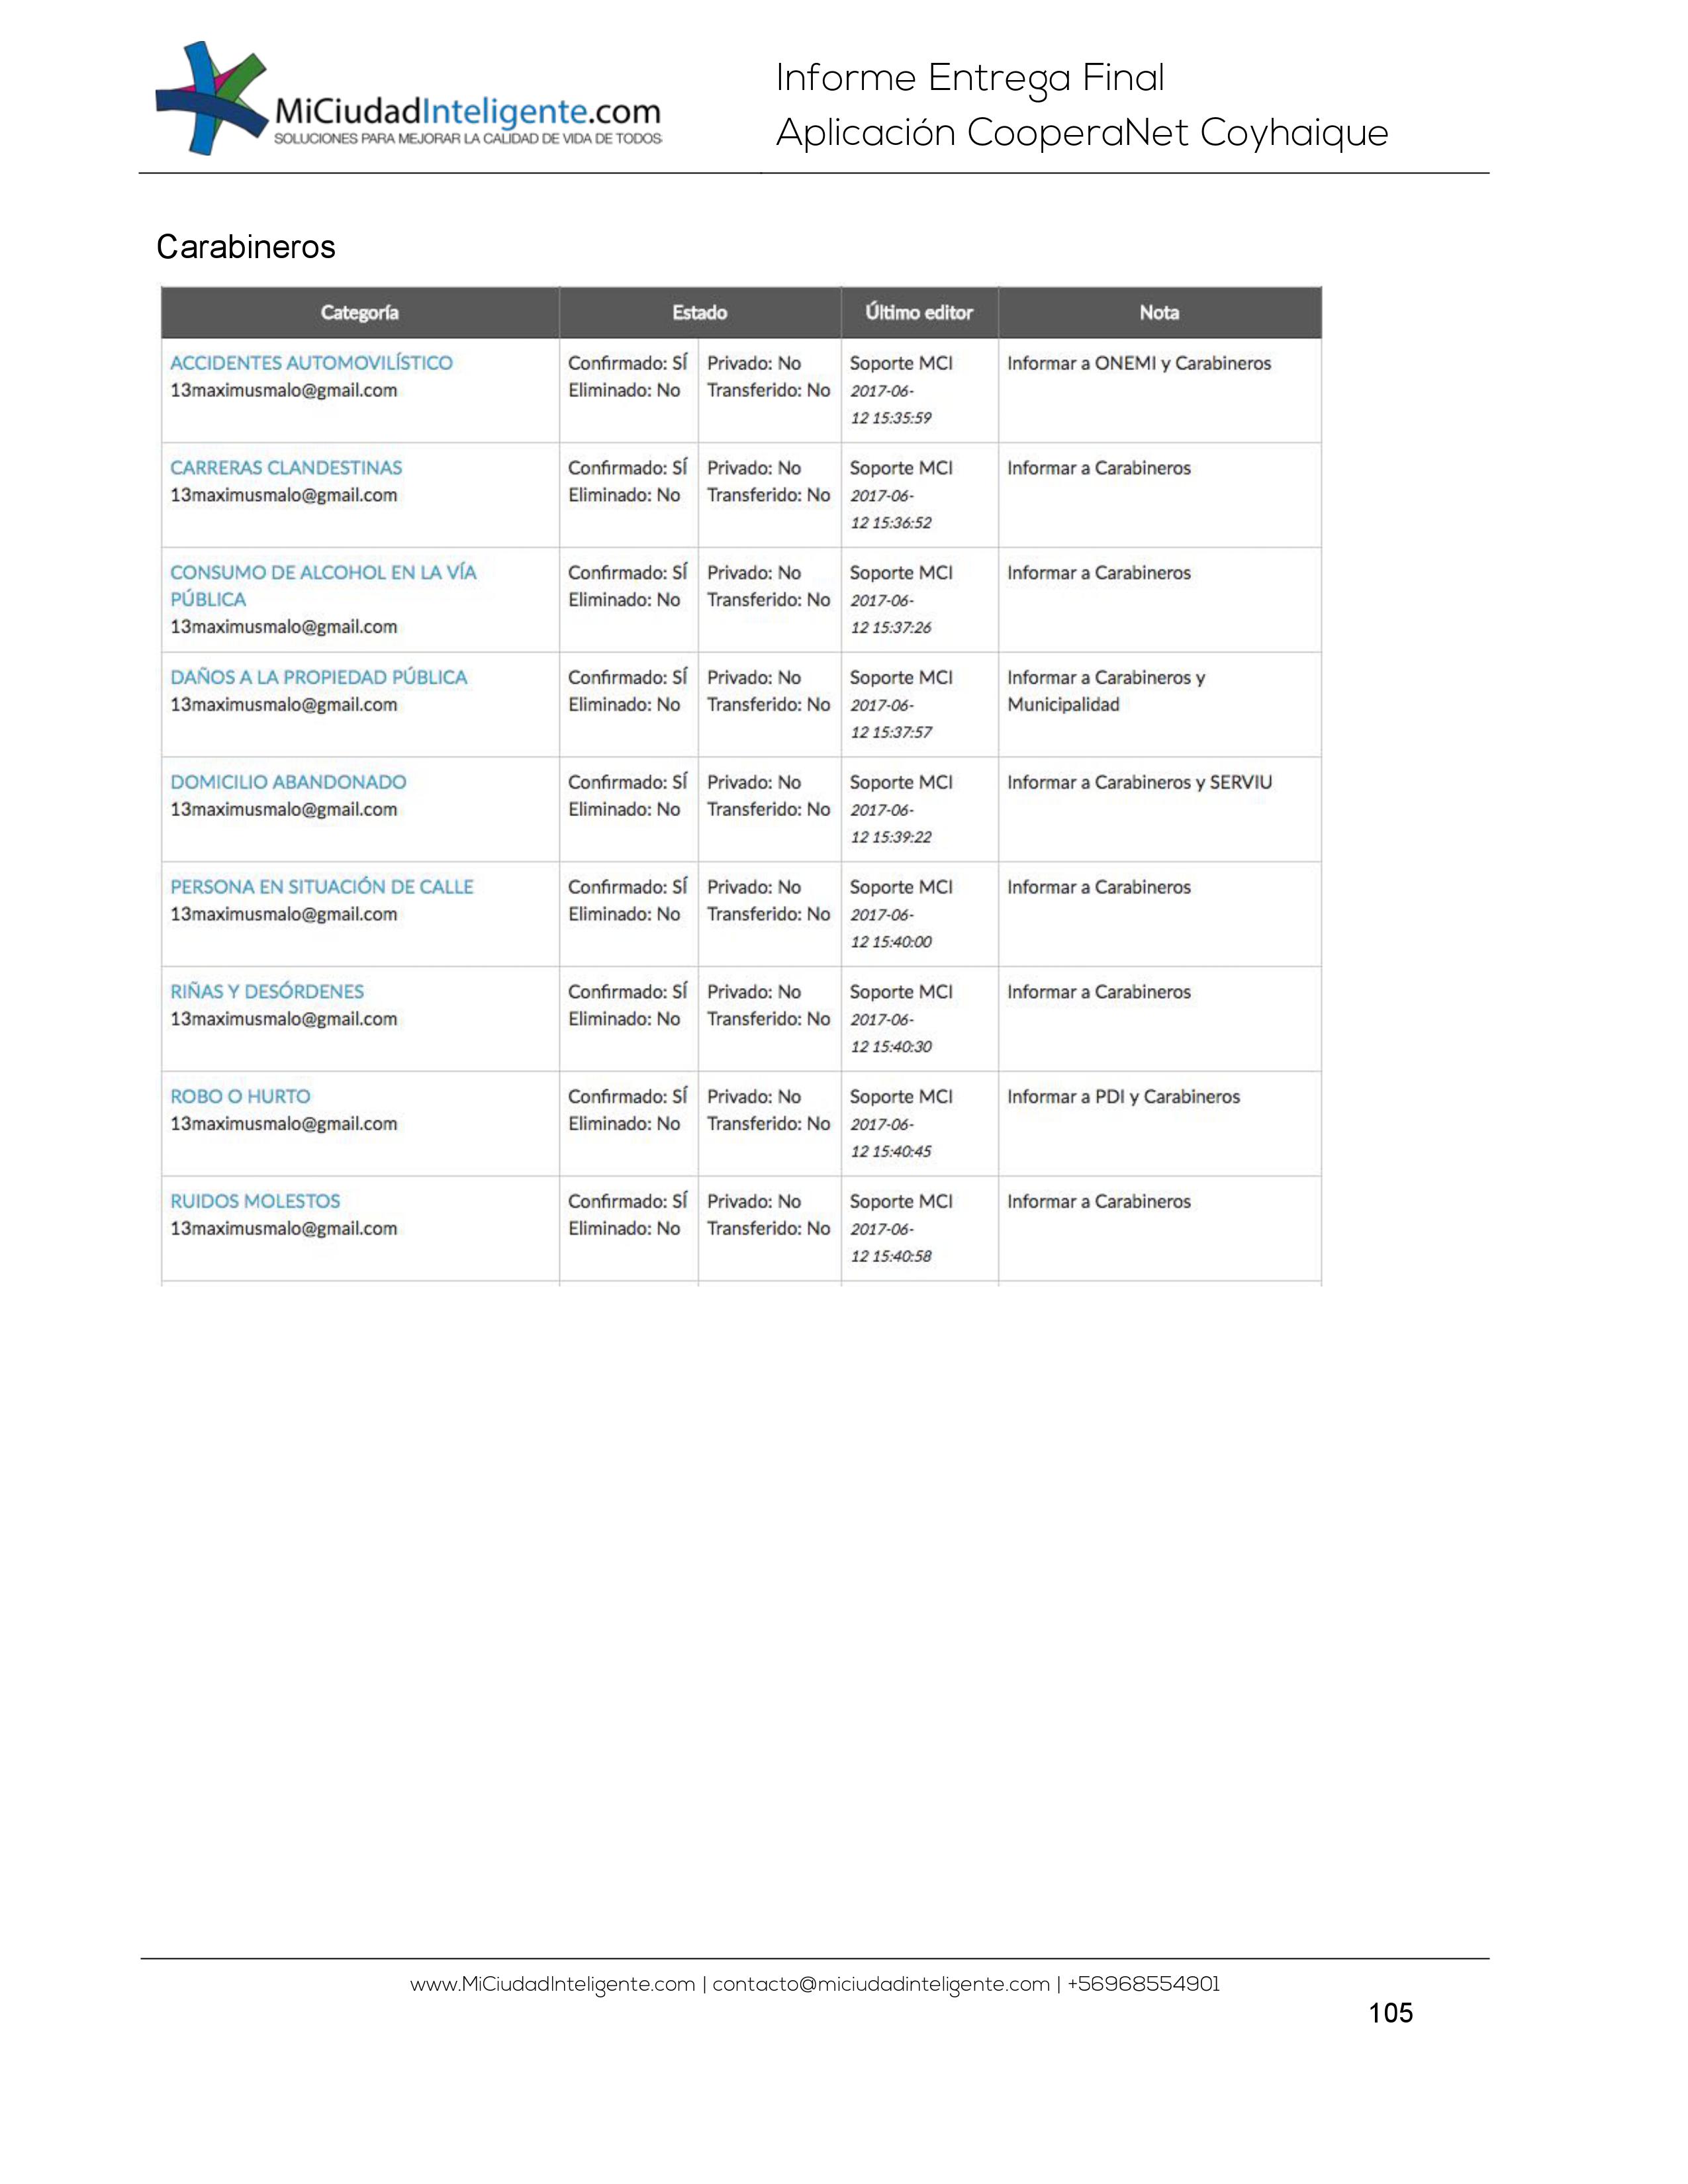 MiCiudadInteligente.com
SOLUCIONES PARA MEJORAR LA CALIDAD DE VIDA DE TODOS
Informe Entrega Final
Aplicación CooperaNet Coyhaique
Carabineros
Categoría Estado Último editor Nota
ACCIDENTES AUTOMOVILÍSTICO Confirmado: SÍ Privado: No Soporte MCI Informar a ONEMI y Carabineros
13maximusmalo@gmail.com Eliminado: No Transferido: No 2017-06-
12 15:35:59
CARRERAS CLANDESTINAS Confirmado: SÍ Privado: No Soporte MCI Informar a Carabineros
13maximusmalo@gmail.com Eliminado: No Transferido: No 2017-06-
12 15:36:52
CONSUMO DE ALCOHOL EN LA VÍA Confirmado: SÍ Privado: No Soporte MCI Informar a Carabineros
PÚBLICA Eliminado: No Transferido: No 2017-06-
13maximusmalo@gmail.com 12 15:37:26
DAÑOS A LA PROPIEDAD PÚBLICA Confirmado: SÍ Privado: No Soporte MCI Informar a Carabineros y
13maximusmalo@gmail.com Eliminado: No Transferido: No 2017-06- Municipalidad
12 15:37:57
DOMICILIO ABANDONADO Confirmado: SÍ Privado: No Soporte MCI Informar a Carabineros y SERVIU
13maximusmalo@gmail.com Eliminado: No Transferido: No 2017-06-
12 15:39:22
PERSONA EN SITUACIÓN DE CALLE Confirmado: SÍ Privado: No Soporte MCI Informar a Carabineros
13maximusmalo@gmail.com Eliminado: No Transferido: No 2017-06-
12 15:40:00
RIÑAS Y DESÓRDENES Confirmado: SÍ Privado: No Soporte MCI Informar a Carabineros
13maximusmalo@gmail.com Eliminado: No Transferido: No 2017-06-
12 15:40:30
ROBO O HURTO Confirmado: SÍ Privado: No Soporte MCI Informar a PDI y Carabineros
13maximusmalo@gmail.com Eliminado: No Transferido: No 2017-06-
12 15:40:45
RUIDOS MOLESTOS Confirmado: SÍ Privado: No Soporte MCI Informar a Carabineros
13maximusmalo@gmail.com Eliminado: No Transferido: No 2017-06-
12 15:40:58
www.MiCiudadInteligente.com | contacto@miciudadinteligente.com | +56968554901
105